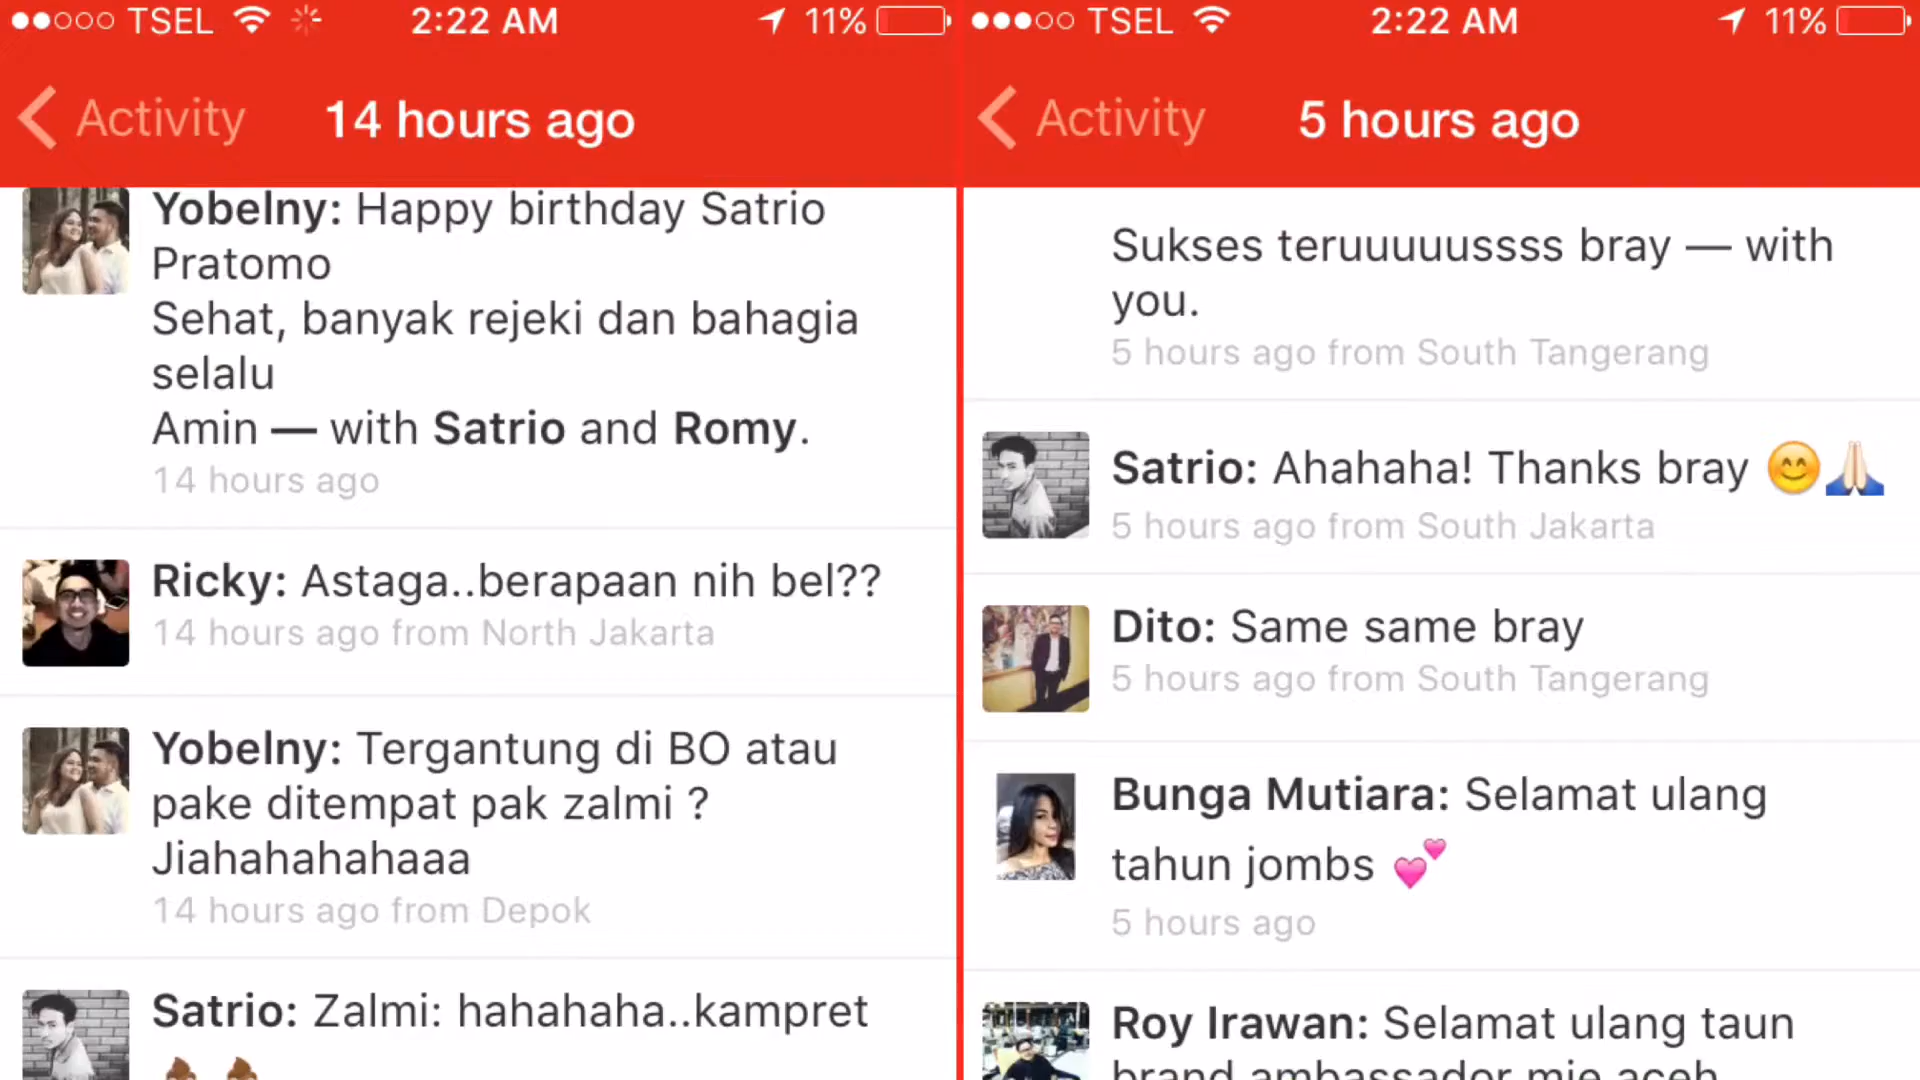 TSEL 2:22 AM 11%
Activity 14 hours ago
Yobelny: Happy birthday Satrio
Pratomo
Sehat, banyak rejeki dan bahagia
selalu
Amin — with Satrio and Romy.
14 hours ago
Ricky: Astaga..berapaan nih bel??
14 hours ago from North Jakarta
Yobelny: Tergantung di BO atau
pake ditempat pak zalmi ?
Jiahahahahaaa
14 hours ago from Depok
Satrio: Zalmi: hahahaha..kampret
💩 💩
TSEL 2:22 AM 11%
Activity 5 hours ago
Sukses teruuuuussss bray — with
you.
5 hours ago from South Tangerang
Satrio: Ahahaha! Thanks bray 😊🙏🏻
5 hours ago from South Jakarta
Dito: Same same bray
5 hours ago from South Tangerang
Bunga Mutiara: Selamat ulang
tahun jombs 💕
5 hours ago
Roy Irawan: Selamat ulang taun
brand ambassador mie aceh